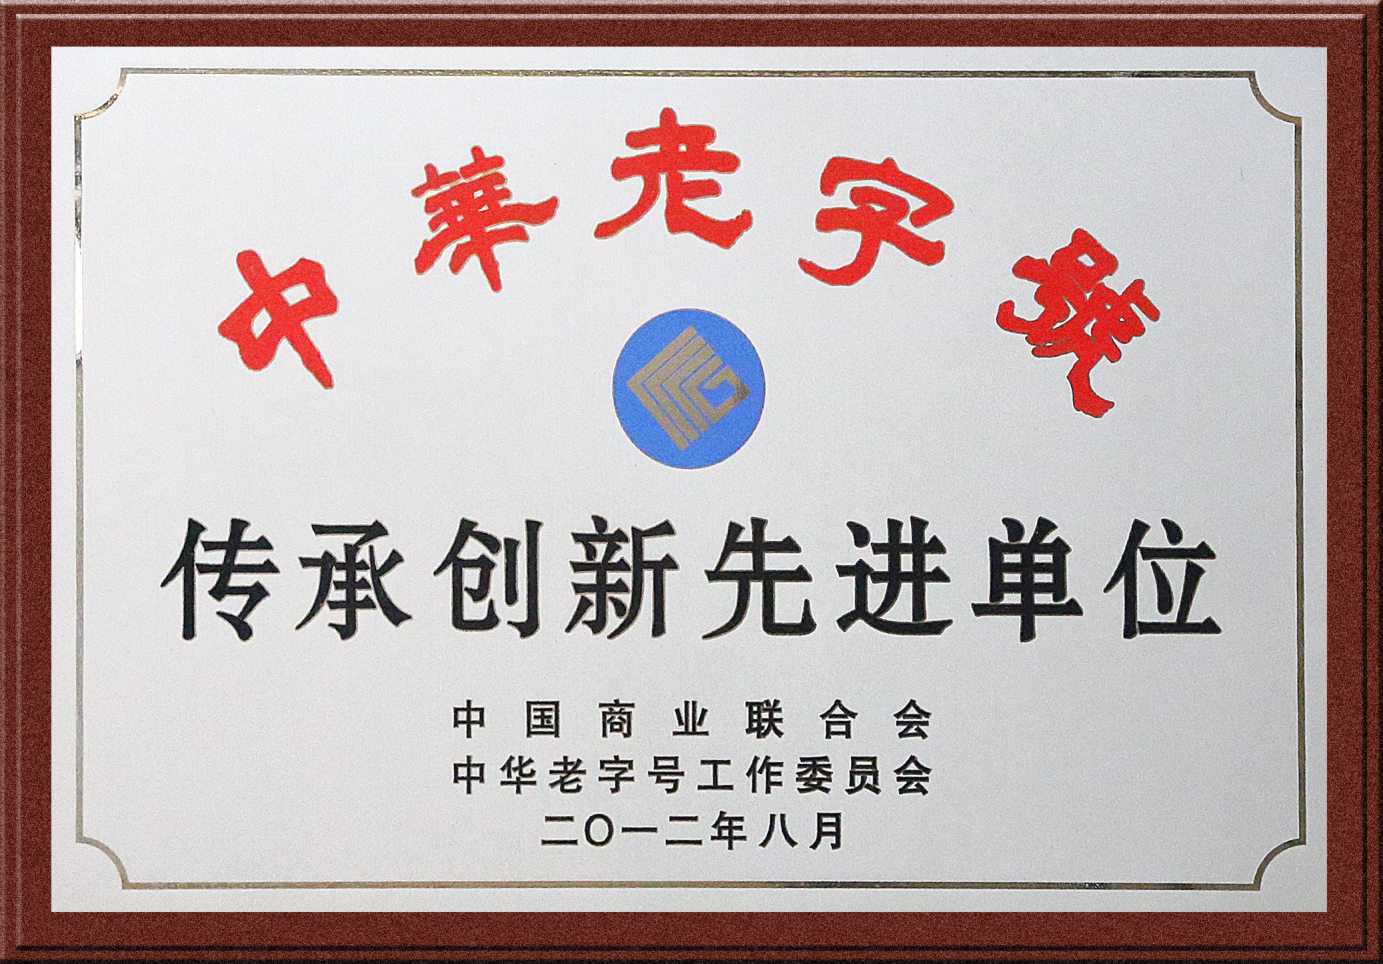 中華老字號
传承创新先进单位
中国商业联合会
中华老字号工作委员会
二〇一二年八月